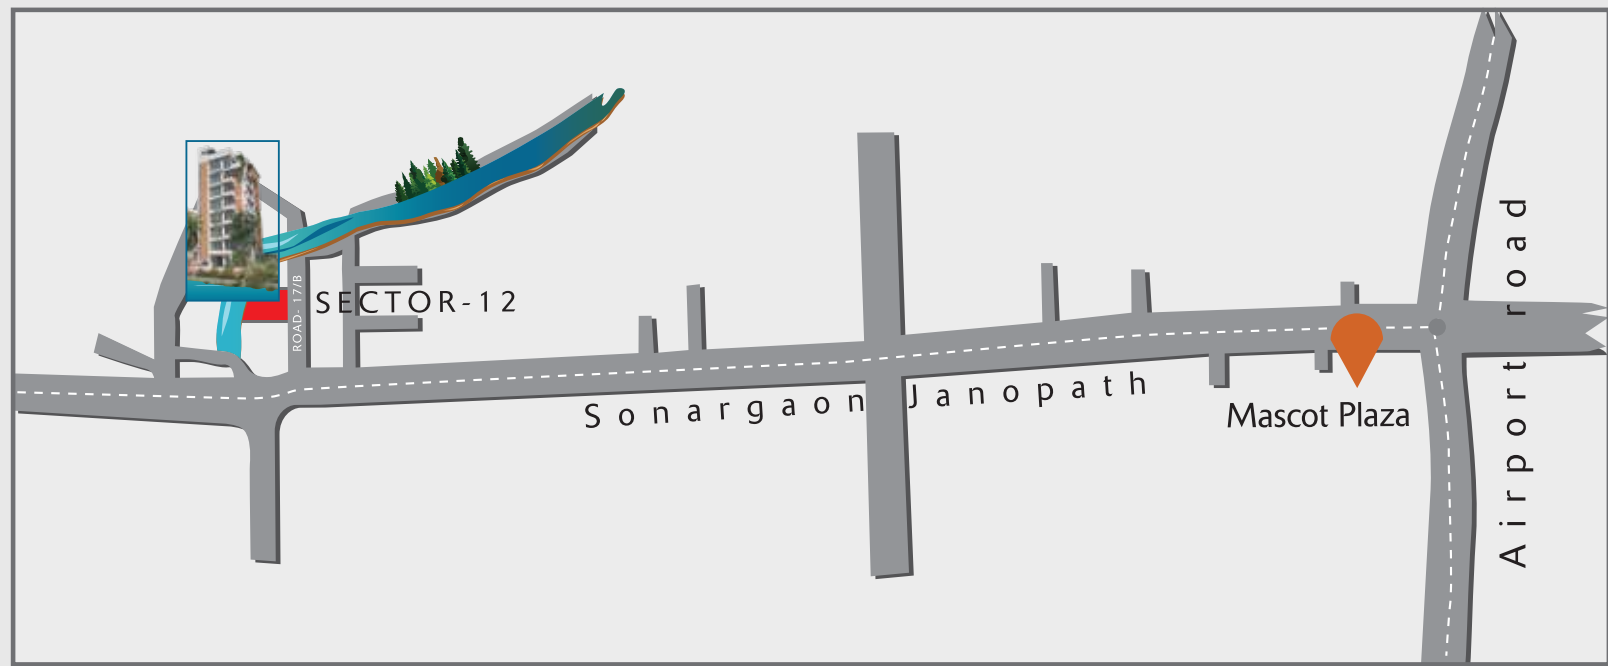 ROAD- 17/B
SECTOR-12
Sonargaon Janopath
Mascot Plaza
Airport road